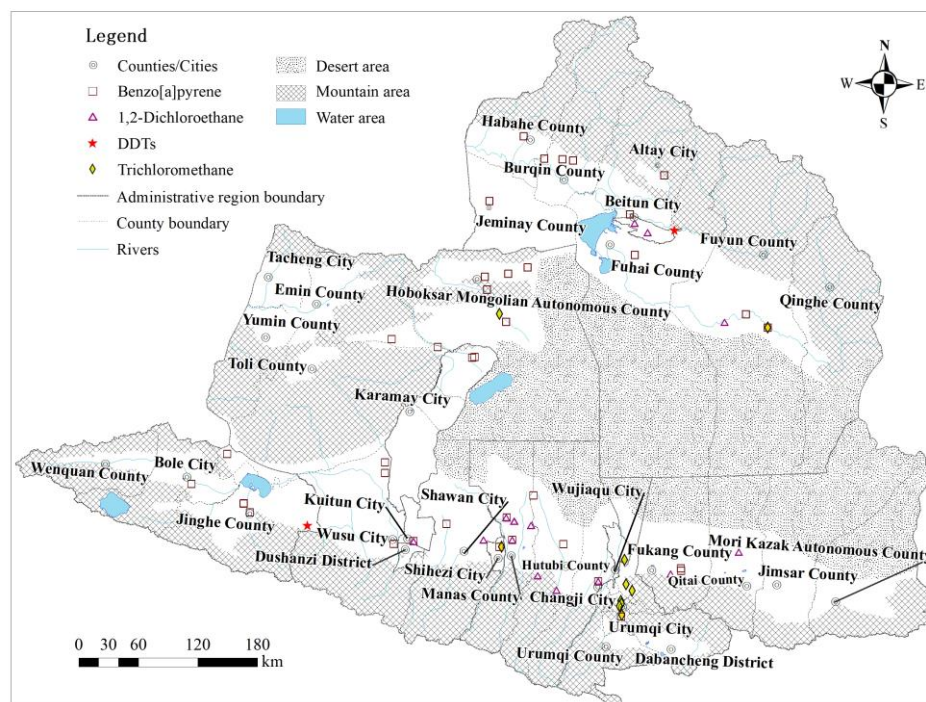 Legend
Counties/Cities
Benzo[a]pyrene
1,2-Dichloroethane
DDTs
Trichloromethane
Administrative region boundary
County boundary
Rivers
Desert area
Mountain area
Water area
N
W
E
S
Habahe County
Altay City
Burqin County
Beitun City
Jeminay County
Fuyun County
Fuhai County
Tacheng City
Emin County
Hoboksar Mongolian Autonomous County
Qinghe County
Yumin County
Toli County
Karamay City
Wenquan County
Bole City
Kuitun City
Shawan City
Wujiaqu City
Jinghe County
Wusu City
Fukang County
Mori Kazak Autonomous County
Dushanzi District
Shihezi City
Hutubi County
Qitai County
Jimsar County
Manas County
Changji City
Urumqi City
Urumqi County
Dabancheng District
0 20 40 60 120 180
km